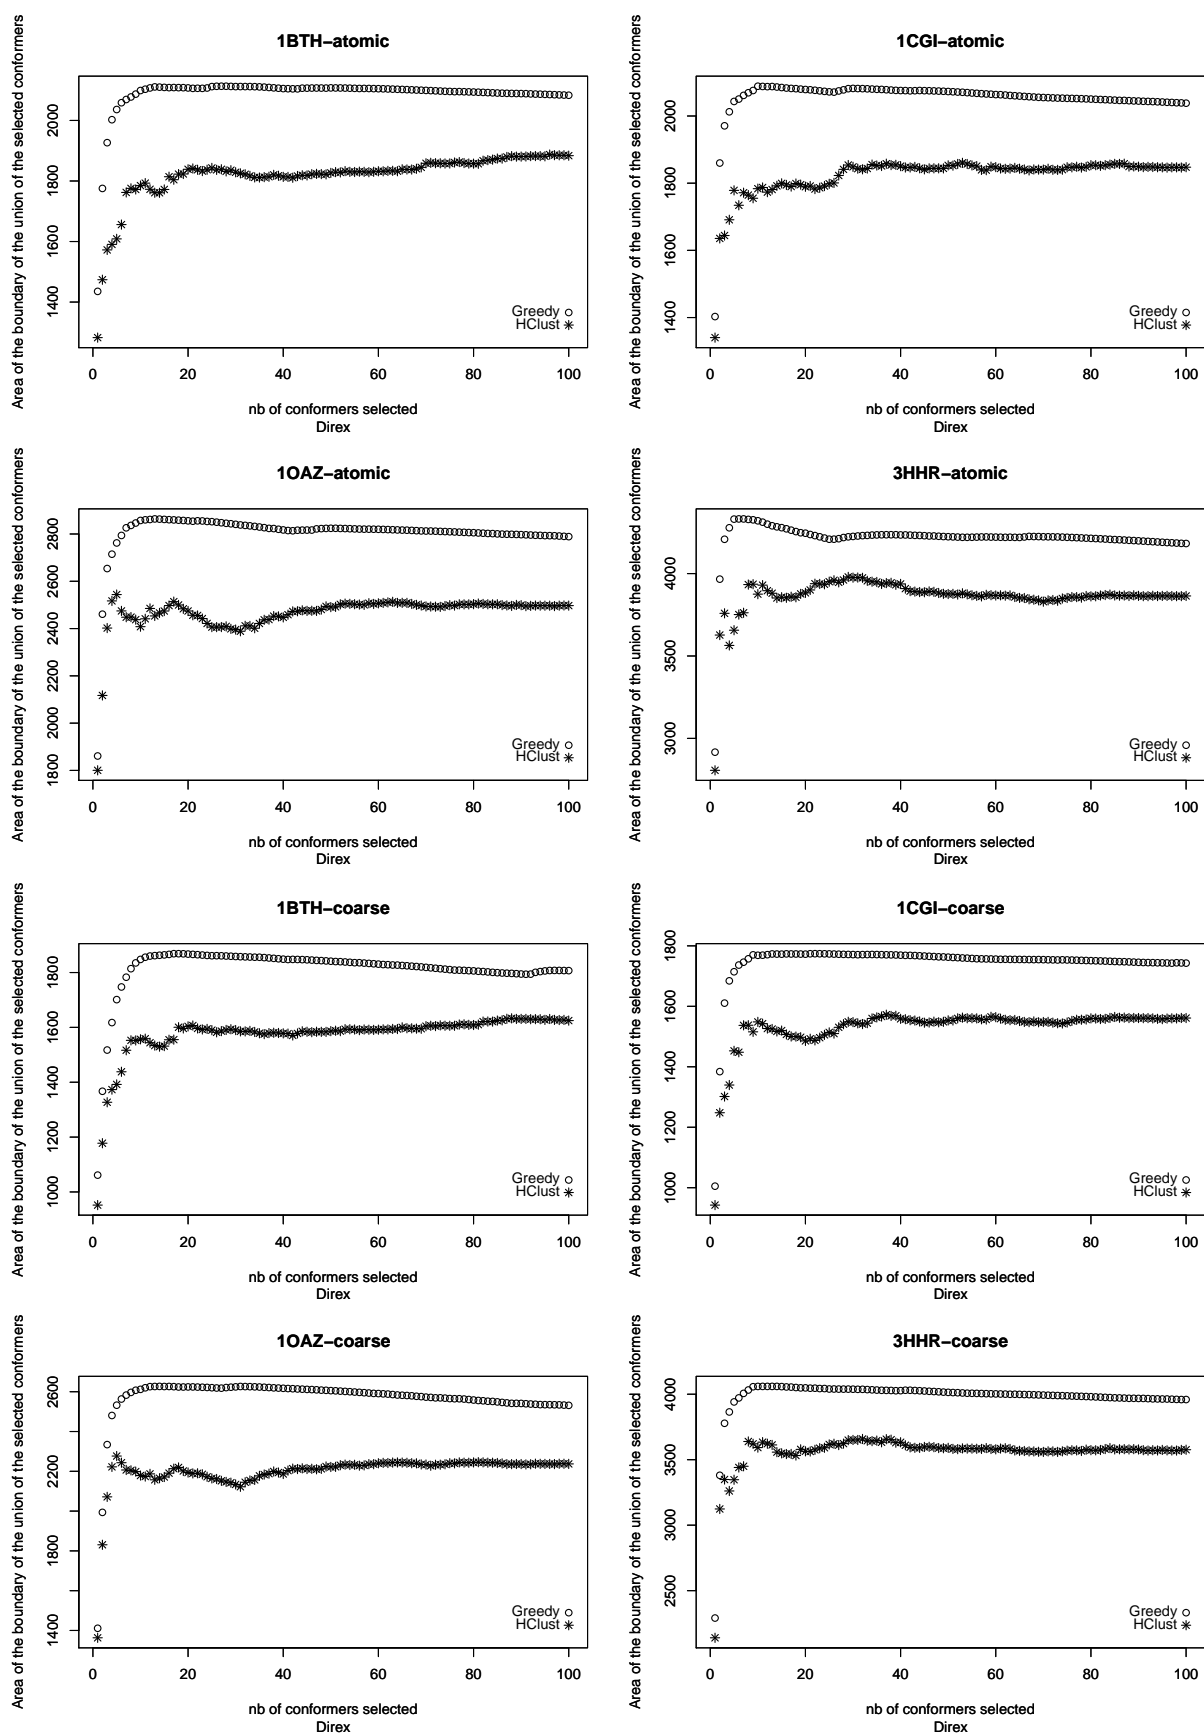 1BTH−atomic
Area of the boundary of the union of the selected conformers
1400 1600 1800 2000
Greedy
HClust
0 20 40 60 80 100
nb of conformers selected
Direx
1CGI−atomic
Area of the boundary of the union of the selected conformers
1400 1600 1800 2000
Greedy
HClust
0 20 40 60 80 100
nb of conformers selected
Direx
1OAZ−atomic
Area of the boundary of the union of the selected conformers
1800 2000 2200 2400 2600 2800
Greedy
HClust
0 20 40 60 80 100
nb of conformers selected
Direx
3HHR−atomic
Area of the boundary of the union of the selected conformers
3000 3500 4000
Greedy
HClust
0 20 40 60 80 100
nb of conformers selected
Direx
1BTH−coarse
Area of the boundary of the union of the selected conformers
1000 1200 1400 1600 1800
Greedy
HClust
0 20 40 60 80 100
nb of conformers selected
Direx
1CGI−coarse
Area of the boundary of the union of the selected conformers
1000 1200 1400 1600 1800
Greedy
HClust
0 20 40 60 80 100
nb of conformers selected
Direx
1OAZ−coarse
Area of the boundary of the union of the selected conformers
1400 1800 2200 2600
Greedy
HClust
0 20 40 60 80 100
nb of conformers selected
Direx
3HHR−coarse
Area of the boundary of the union of the selected conformers
2500 3000 3500 4000
Greedy
HClust
0 20 40 60 80 100
nb of conformers selected
Direx